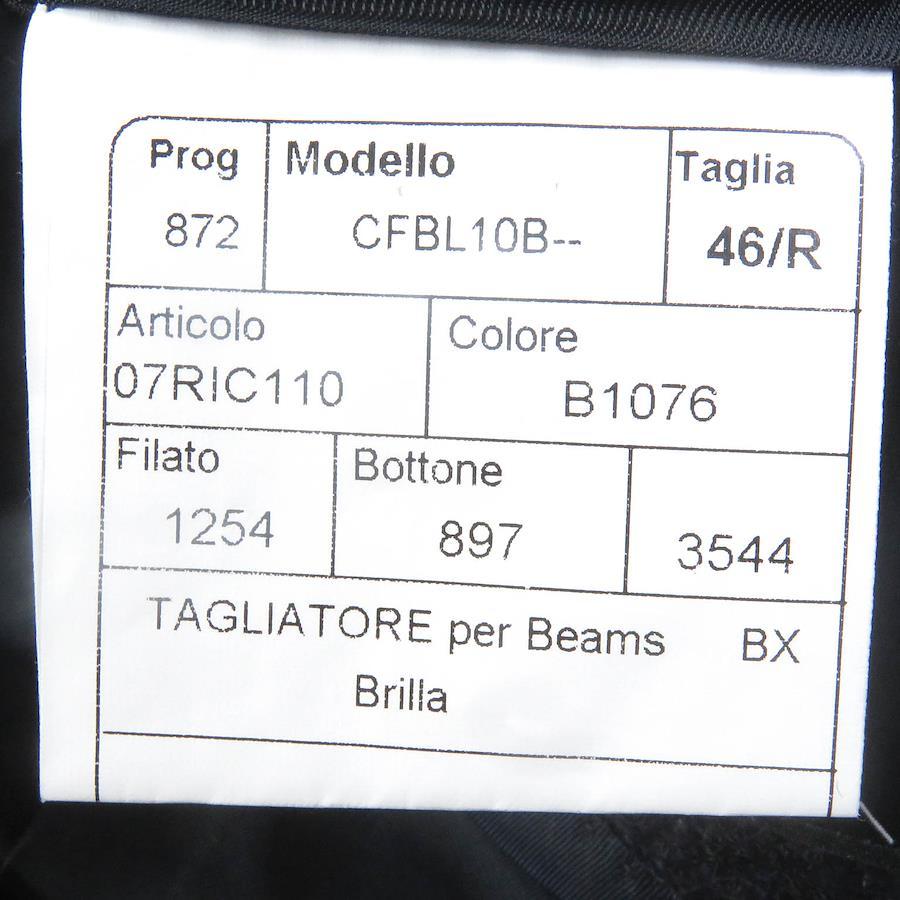 Prog Modello Taglia
872 CFBL10B-- 46/R
Articolo Colore
07RIC110 B1076
Filato Bottone
1254 897 3544
TAGLIATORE per Beams BX
Brilla